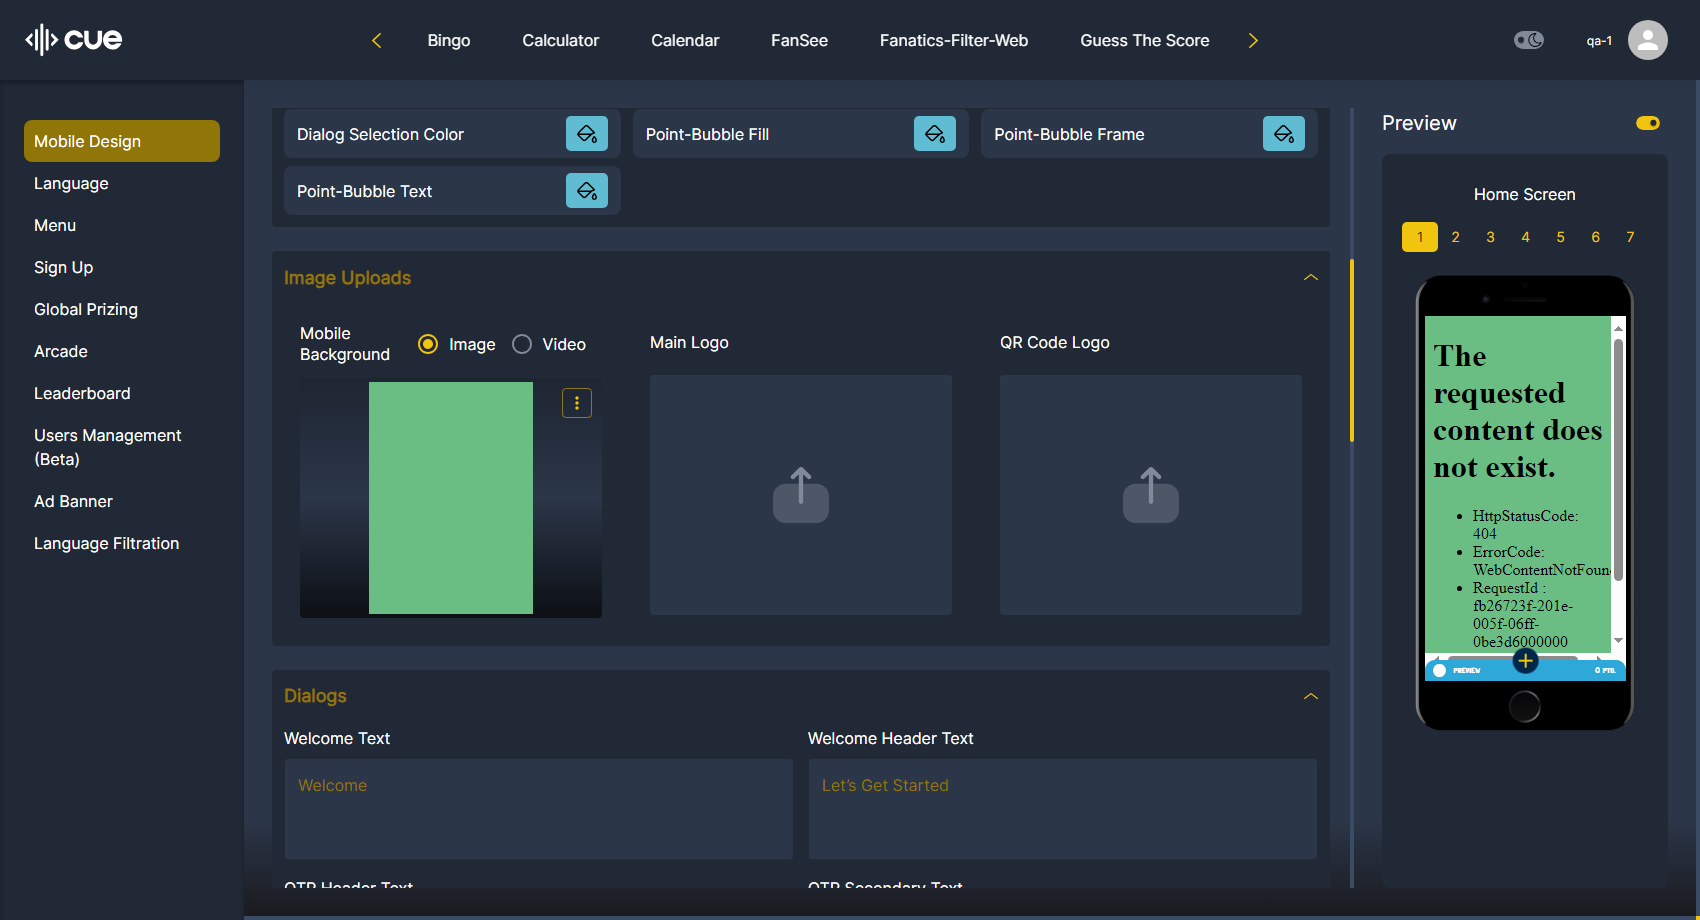 cue
Bingo
Calculator
Calendar
FanSee
Fanatics-Filter-Web
Guess The Score
qa-1
Mobile Design
Language
Menu
Sign Up
Global Prizing
Arcade
Leaderboard
Users Management
(Beta)
Ad Banner
Language Filtration
Dialog Selection Color
Point-Bubble Fill
Point-Bubble Frame
Point-Bubble Text
Image Uploads
Mobile
Background
Image
Video
Main Logo
QR Code Logo
Dialogs
Welcome Text
Welcome Header Text
Welcome
Let's Get Started
OTP Header Text
OTP Secondary Text
Preview
Home Screen
1 2 3 4 5 6 7
The
requested
content does
not exist.
HttpStatusCode:
404
ErrorCode:
WebContentNotFoun
RequestId :
fb26723f-201e-
005f-06ff-
0be3d6000000
PREVIEW
0 PTS.